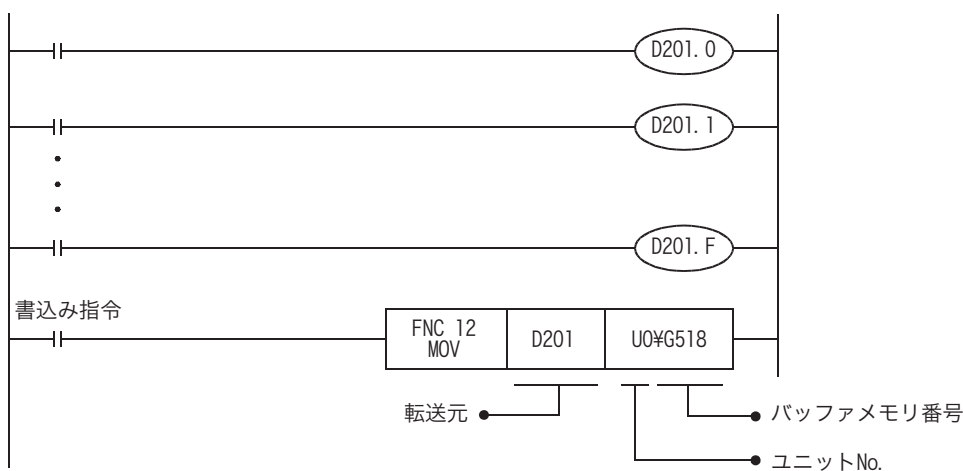 D201.0
D201.1
D201.F
書込み指令
FNC 12
MOV
D201
U0¥G518
転送元
バッファメモリ番号
ユニットNo.